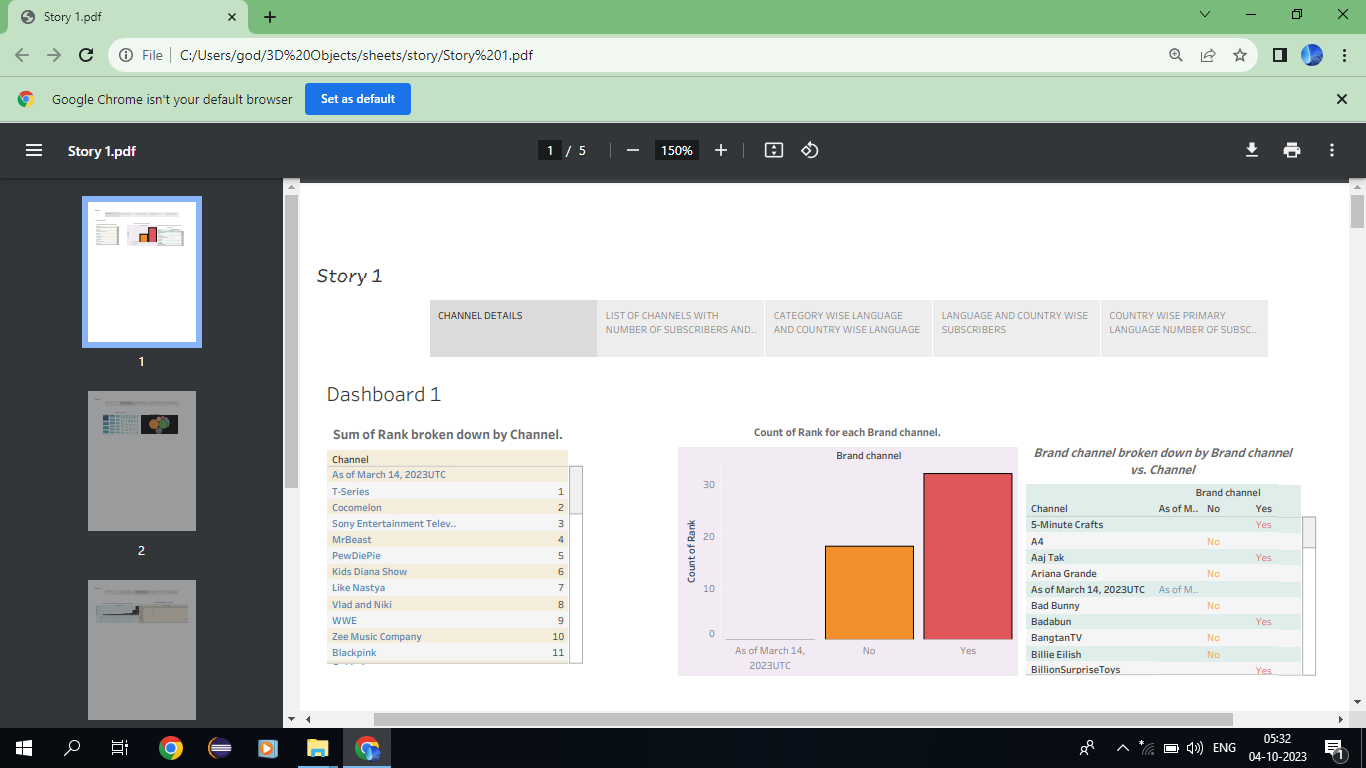 Story 1.pdf
File
C:/Users/god/3D%20Objects/sheets/story/Story%201.pdf
Google Chrome isn't your default browser
Set as default
Story 1.pdf
1 / 5
150%
1
2
Story 1
CHANNEL DETAILS
LIST OF CHANNELS WITH
NUMBER OF SUBSCRIBERS AND..
CATEGORY WISE LANGUAGE
AND COUNTRY WISE LANGUAGE
LANGUAGE AND COUNTRY WISE
SUBSCRIBERS
COUNTRY WISE PRIMARY
LANGUAGE NUMBER OF SUBSC..
Dashboard 1
Sum of Rank broken down by Channel.
Channel
As of March 14, 2023UTC
T-Series 1
Cocomelon 2
Sony Entertainment Telev.. 3
MrBeast 4
PewDiePie 5
Kids Diana Show 6
Like Nastya 7
Vlad and Niki 8
WWE 9
Zee Music Company 10
Blackpink 11
Count of Rank for each Brand channel.
Brand channel
Count of Rank
30
20
10
0
As of March 14,
2023UTC
No
Yes
Brand channel broken down by Brand channel
vs. Channel
Brand channel
Channel As of M.. No Yes
5-Minute Crafts Yes
A4 No
Aaj Tak Yes
Ariana Grande No
As of March 14, 2023UTC As of M..
Bad Bunny No
Badabun Yes
BangtanTV No
Billie Eilish No
BillionSurpriseToys Yes
ENG
05:32
04-10-2023
1